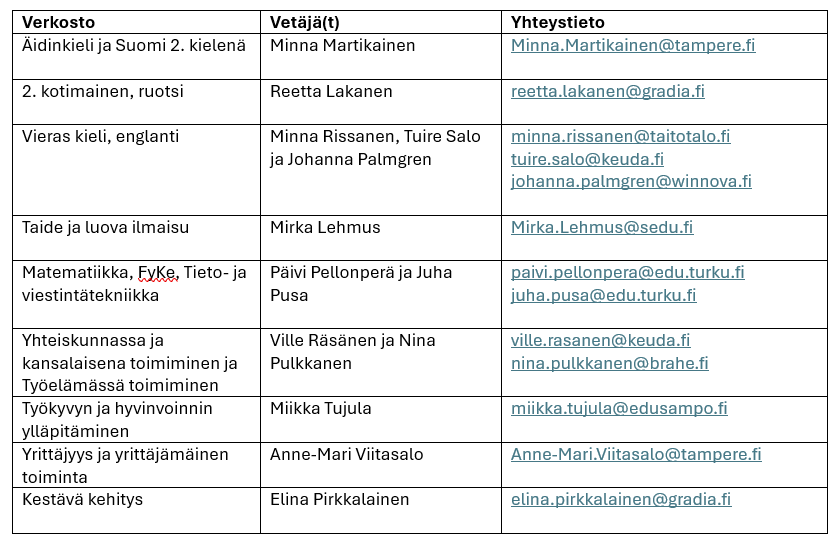 Verkosto
Vetäjä(t)
Yhteystieto
Äidinkieli ja Suomi 2. kielenä
Minna Martikainen
Minna.Martikainen@tampere.fi
2. kotimainen, ruotsi
Reetta Lakanen
reetta.lakanen@gradia.fi
Vieras kieli, englanti
Minna Rissanen, Tuire Salo
ja Johanna Palmgren
minna.rissanen@taitotalo.fi
tuire.salo@keuda.fi
johanna.palmgren@winnova.fi
Taide ja luova ilmaisu
Mirka Lehmus
Mirka.Lehmus@sedu.fi
Matematiikka, FyKe, Tieto- ja
viestintätekniikka
Päivi Pellonperä ja Juha
Pusa
paivi.pellonpera@edu.turku.fi
juha.pusa@edu.turku.fi
Yhteiskunnassa ja
kansalaisena toimiminen ja
Työelämässä toimiminen
Ville Räsänen ja Nina
Pulkkanen
ville.rasanen@keuda.fi
nina.pulkkanen@brahe.fi
Työkyvyn ja hyvinvoinnin
ylläpitäminen
Miikka Tujula
miikka.tujula@edusampo.fi
Yrittäjyys ja yrittäjämäinen
toiminta
Anne-Mari Viitasalo
Anne-Mari.Viitasalo@tampere.fi
Kestävä kehitys
Elina Pirkkalainen
elina.pirkkalainen@gradia.fi